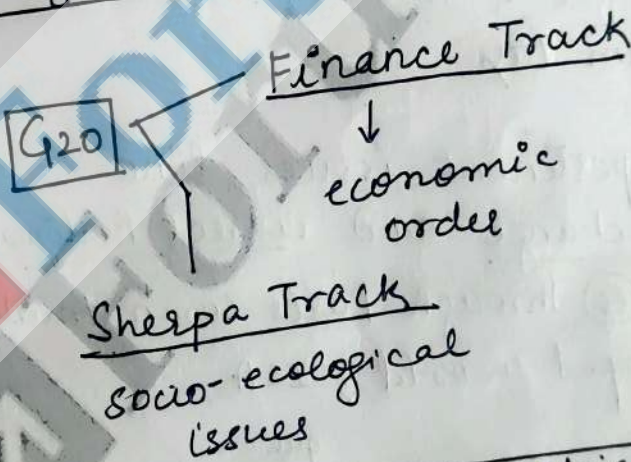 G20
Finance Track
economic
order
Sherpa Track
socio-ecological
issues